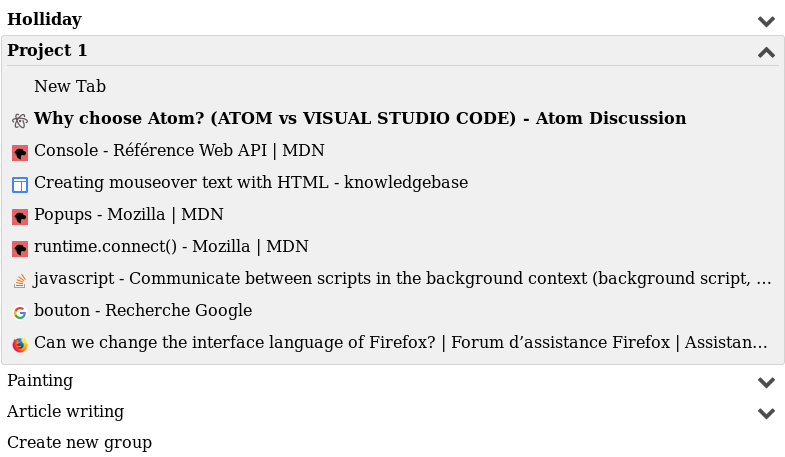 Holliday
Project 1
New Tab
Why choose Atom? (ATOM vs VISUAL STUDIO CODE) - Atom Discussion
Console - Référence Web API | MDN
Creating mouseover text with HTML - knowledgebase
Popups - Mozilla | MDN
runtime.connect() - Mozilla | MDN
javascript - Communicate between scripts in the background context (background script, …
bouton - Recherche Google
Can we change the interface language of Firefox? | Forum d’assistance Firefox | Assistan…
Painting
Article writing
Create new group